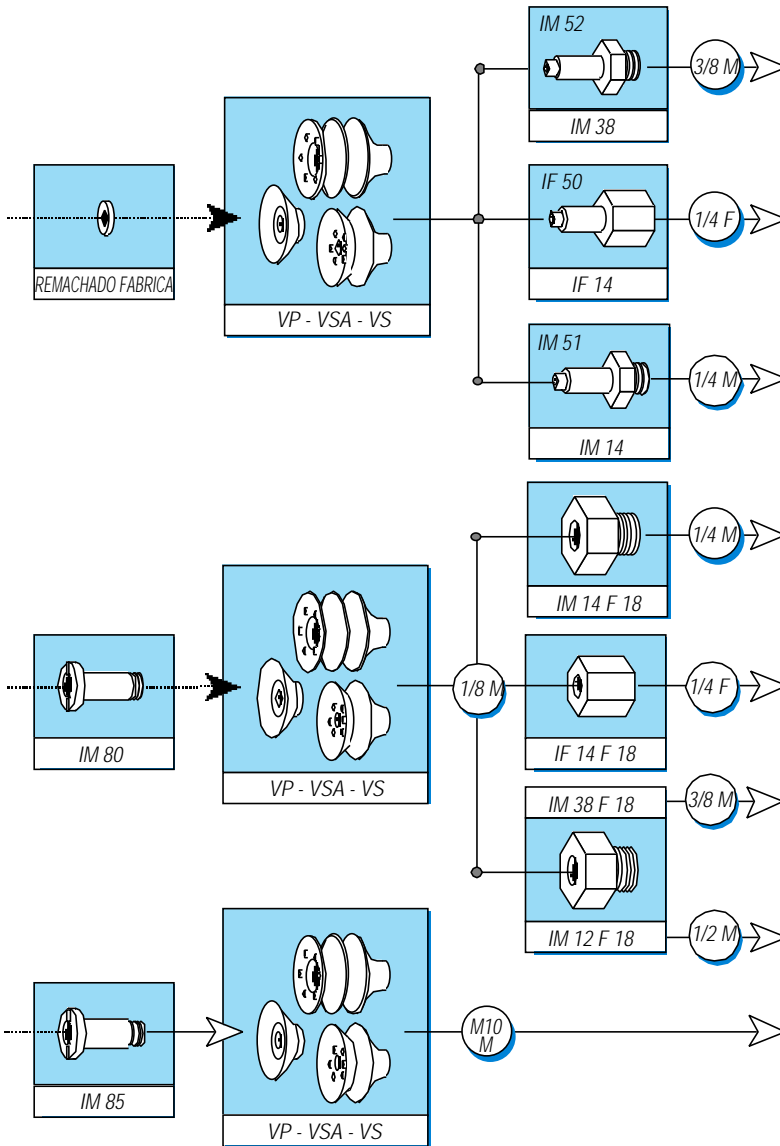 IM 52
3/8 M
IM 38
IF 50
1/4 F
REMACHADO FABRICA
IF 14
VP - VSA - VS
IM 51
1/4 M
IM 14
1/4 M
IM 14 F 18
1/8 M
1/4 F
IM 80
IF 14 F 18
VP - VSA - VS
IM 38 F 18
3/8 M
IM 12 F 18
1/2 M
M10
M
IM 85
VP - VSA - VS